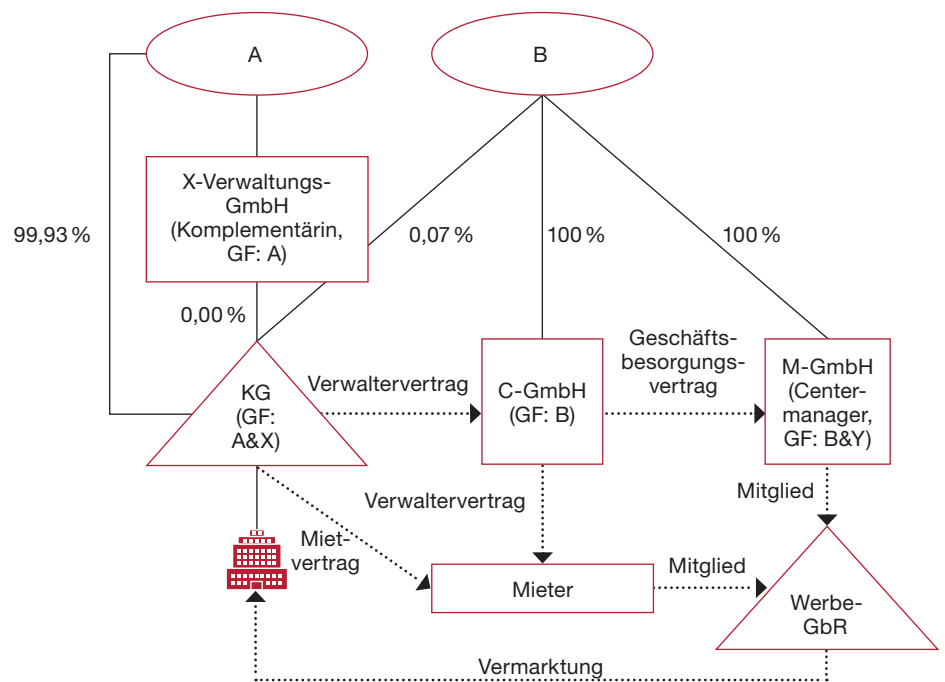 A
B
X-Verwaltungs-
GmbH
(Komplementärin,
GF: A)
99,93 %
0,07 %
100 %
100 %
0,00 %
KG
(GF:
A&X)
Verwaltervertrag
C-GmbH
(GF: B)
Geschäfts-
besorgungs-
vertrag
M-GmbH
(Center-
manager,
GF: B&Y)
Verwaltervertrag
Mitglied
Miet-
vertrag
Mieter
Mitglied
Werbe-
GbR
Vermarktung